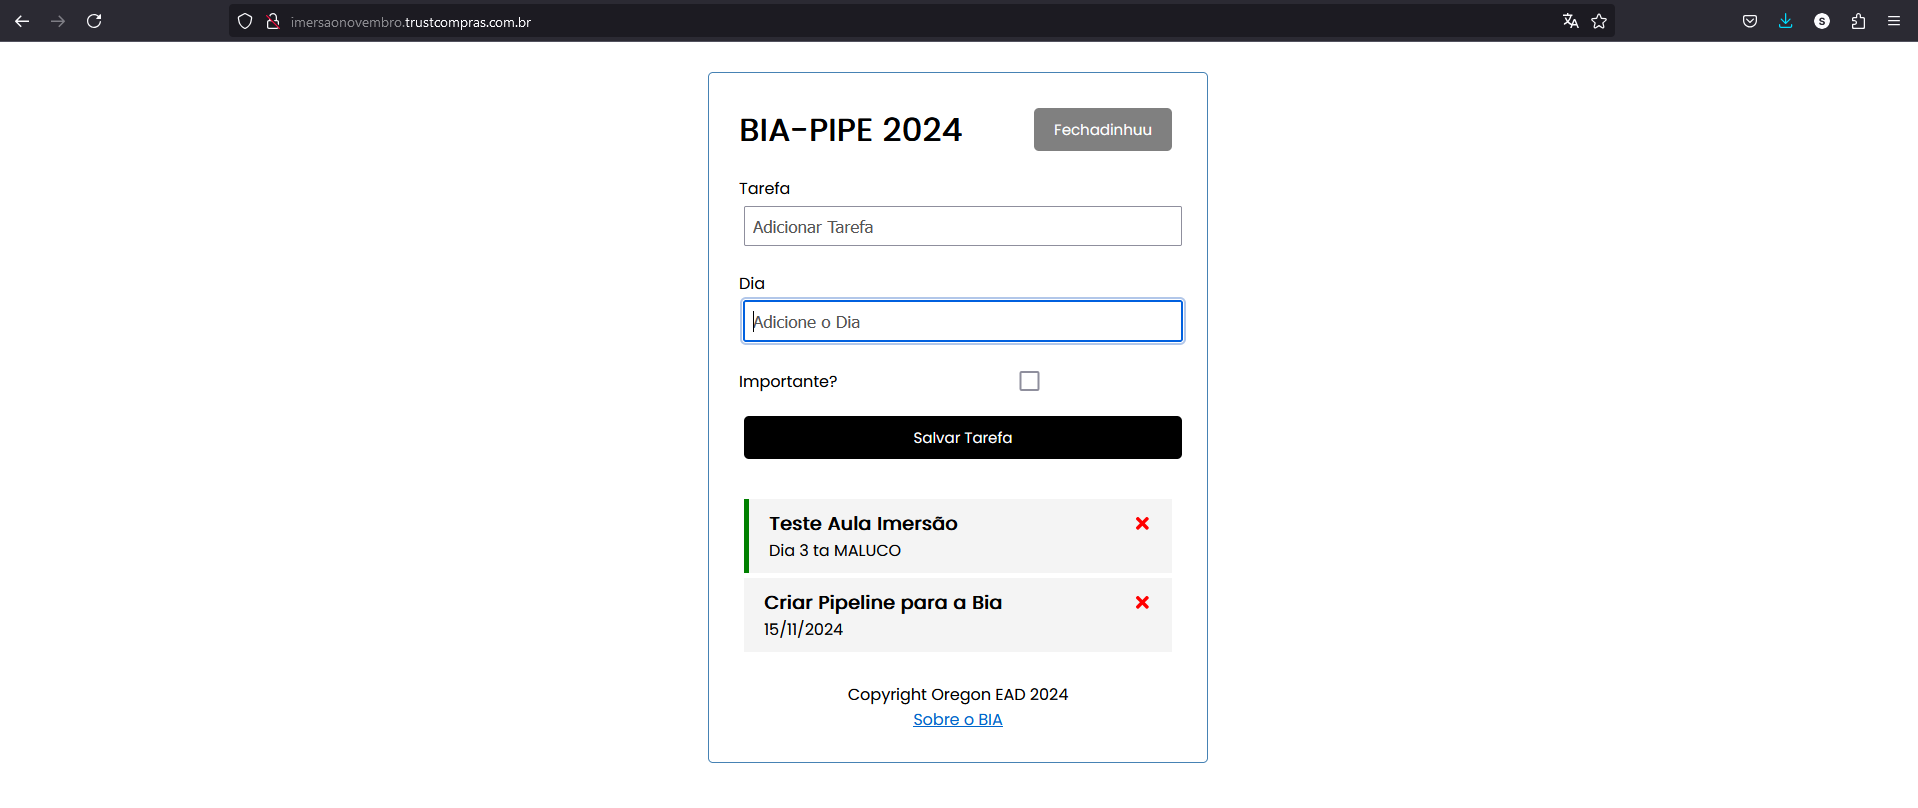 imersaonovembro.trustcompras.com.br
S
BIA-PIPE 2024
Fechadinhuu
Tarefa
Adicionar Tarefa
Dia
Adicione o Dia
Importante?
Salvar Tarefa
Teste Aula Imersão
Dia 3 ta MALUCO
Criar Pipeline para a Bia
15/11/2024
Copyright Oregon EAD 2024
Sobre o BIA